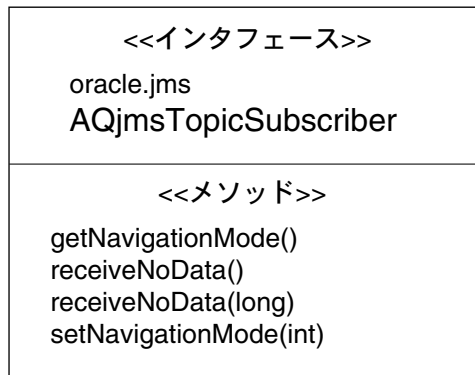 <<インタフェース>>
oracle.jms
AQjmsTopicSubscriber
<<メソッド>>
getNavigationMode()
receiveNoData()
receiveNoData(long)
setNavigationMode(int)